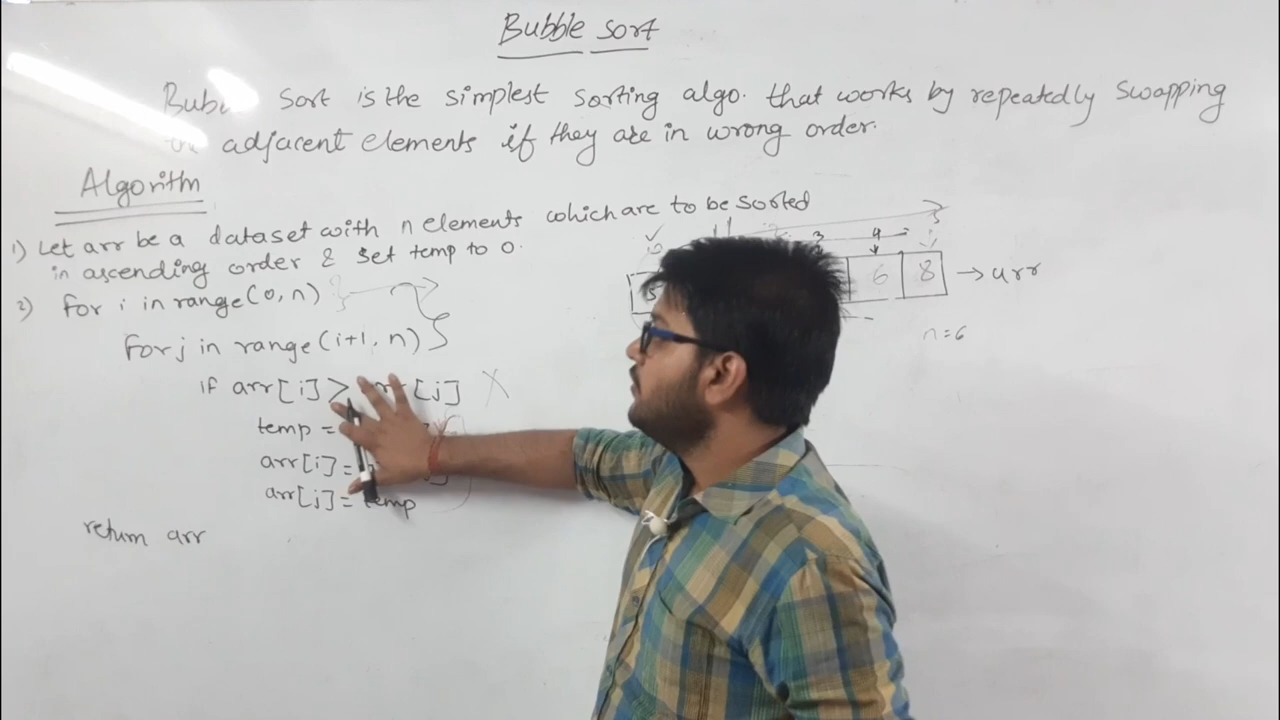 Bubble sort
Sort is the simplest sorting algo. that works by repeatedly swapping
adjacent elements if they are in wrong order.
Algorithm
1) Let arr be a dataset with n elements which are to be sorted
in ascending order & set temp to 0.
2) for i in range(0, n)
for j in range(i+1, n)
if arr[i] > [j] X
temp =
arr[i] =
arr[j] = temp
return arr
3 4 5
5 6 8 → arr
n=6